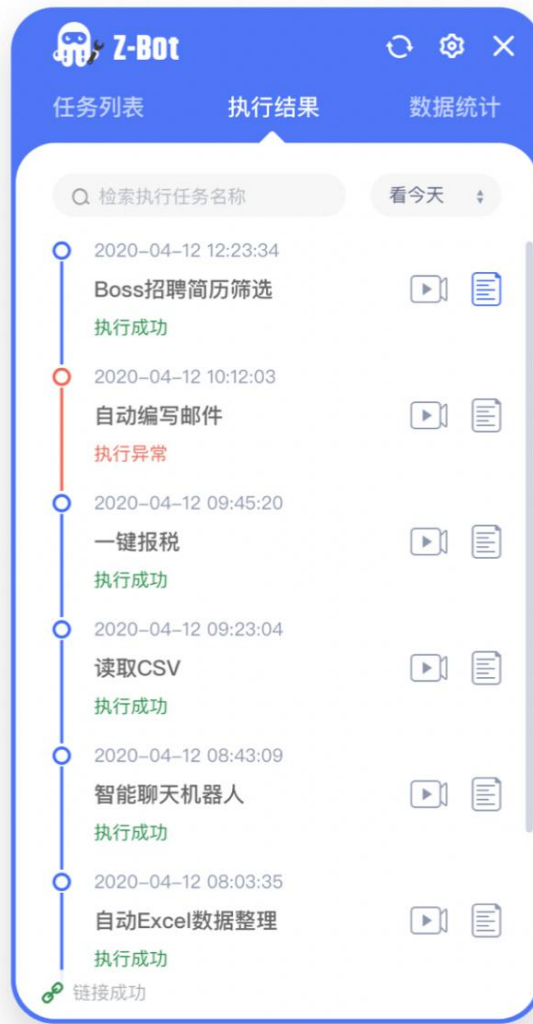 Z-Bot
任务列表 执行结果 数据统计
检索执行任务名称 看今天
2020-04-12 12:23:34
Boss招聘简历筛选
执行成功
2020-04-12 10:12:03
自动编写邮件
执行异常
2020-04-12 09:45:20
一键报税
执行成功
2020-04-12 09:23:04
读取CSV
执行成功
2020-04-12 08:43:09
智能聊天机器人
执行成功
2020-04-12 08:03:35
自动Excel数据整理
执行成功
链接成功